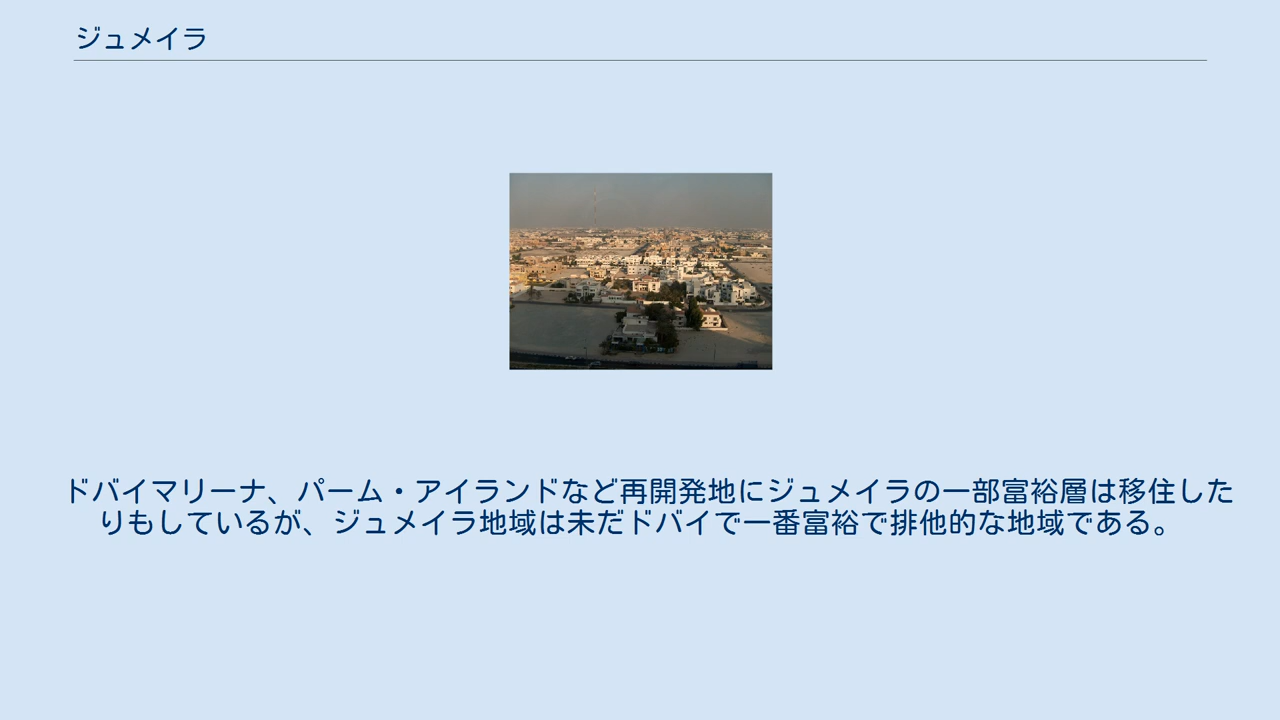 ジュメイラ
ドバイマリーナ、パーム・アイランドなど再開発地にジュメイラの一部富裕層は移住した
りもしているが、ジュメイラ地域は未だドバイで一番富裕で排他的な地域である。